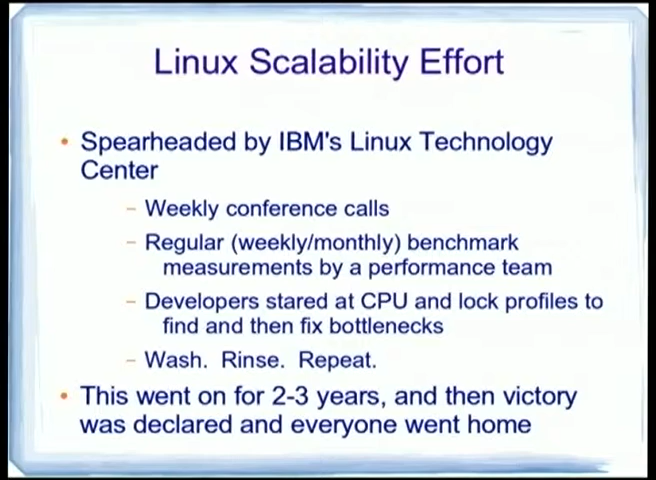 Linux Scalability Effort
• Spearheaded by IBM's Linux Technology
Center
– Weekly conference calls
– Regular (weekly/monthly) benchmark
measurements by a performance team
– Developers stared at CPU and lock profiles to
find and then fix bottlenecks
– Wash. Rinse. Repeat.
• This went on for 2-3 years, and then victory
was declared and everyone went home